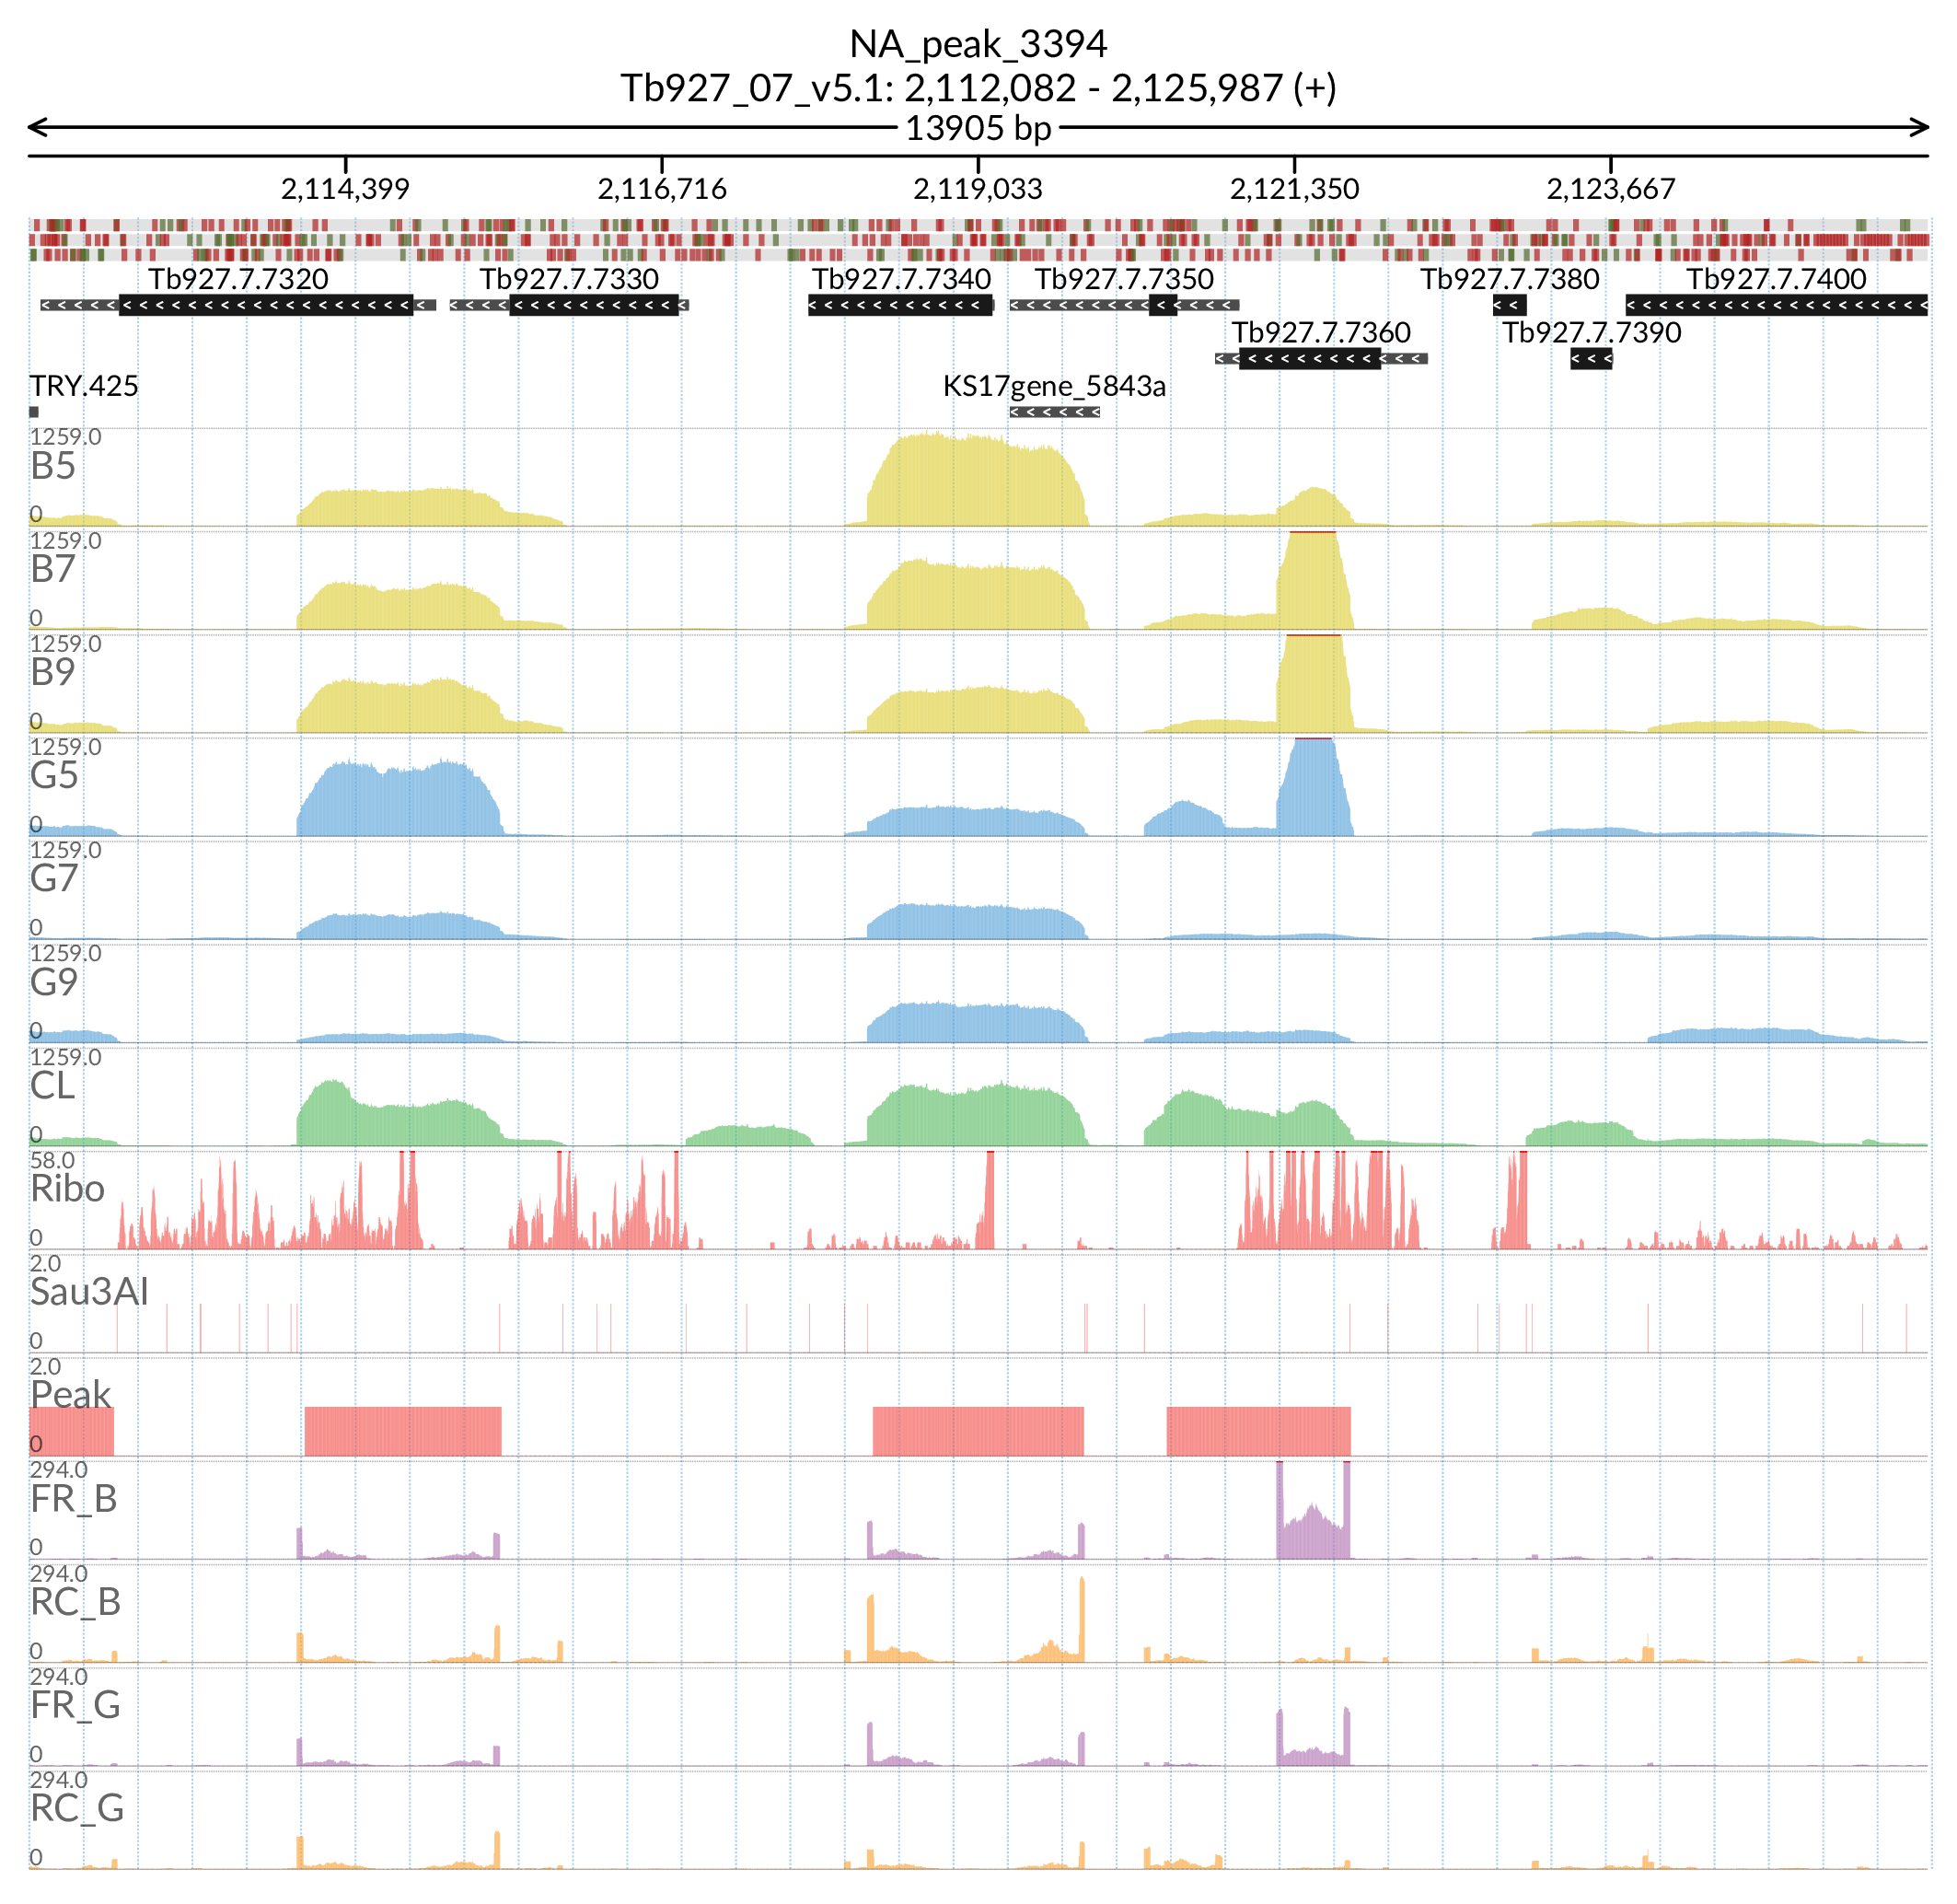 NA_peak_3394
Tb927_07_v5.1: 2,112,082 - 2,125,987 (+)
13905 bp
2,114,399 2,116,716 2,119,033 2,121,350 2,123,667
Tb927.7.7320 Tb927.7.7330 Tb927.7.7340 Tb927.7.7350 Tb927.7.7380 Tb927.7.7400
Tb927.7.7360 Tb927.7.7390
TRY.425 KS17gene_5843a
1259.0
B5
0
1259.0
B7
0
1259.0
B9
0
1259.0
G5
0
1259.0
G7
0
1259.0
G9
0
1259.0
CL
0
58.0
Ribo
0
2.0
Sau3AI
0
2.0
Peak
0
294.0
FR_B
0
294.0
RC_B
0
294.0
FR_G
0
294.0
RC_G
0